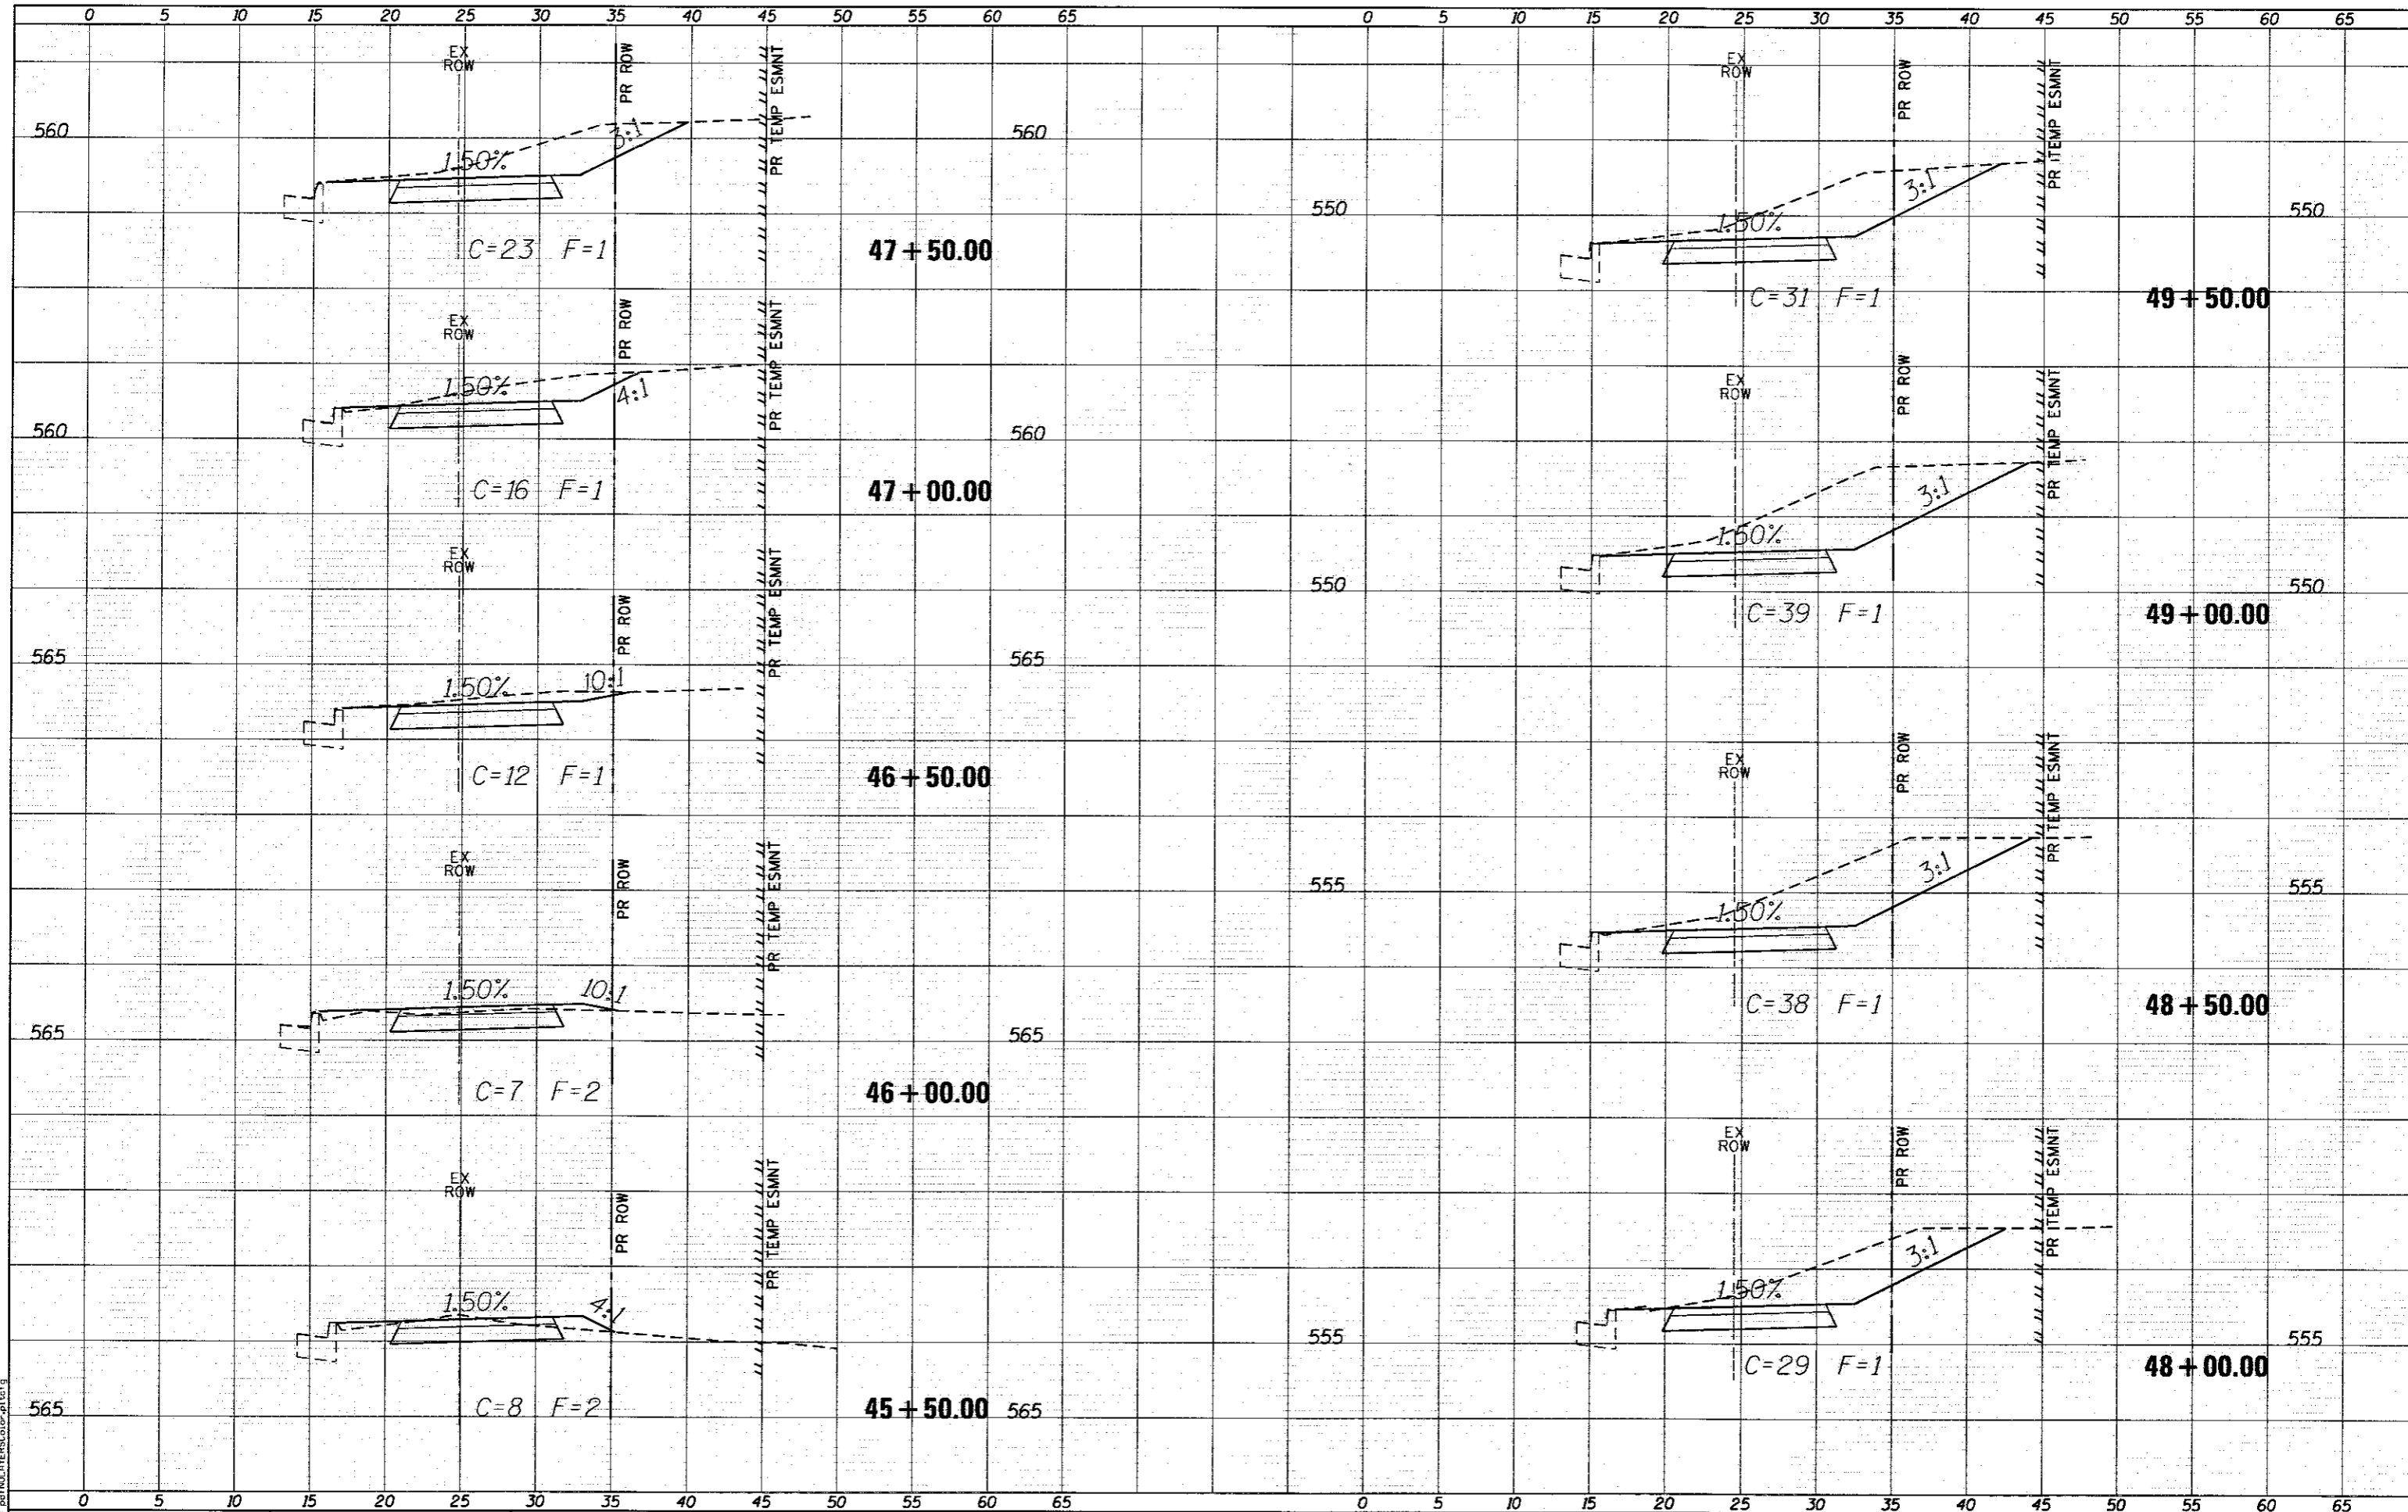 0 5 10 15 20 25 30 35 40 45 50 55 60 65 0 5 10 15 20 25 30 35 40 45 50 55 60 65
EX
ROW
PR ROW
PR TEMP ESMNT
560 560
3:1
1.50%
C=23 F=1
47+50.00
EX
ROW
PR ROW
PR TEMP ESMNT
1.50%
4:1
560 560
C=16 F=1
47+00.00
EX
ROW
PR ROW
PR TEMP ESMNT
565 565
1.50% 10:1
C=12 F=1
46+50.00
EX
ROW
PR ROW
PR TEMP ESMNT
1.50% 10:1
565 565
C=7 F=2
46+00.00
EX
ROW
PR ROW
PR TEMP ESMNT
1.50% 4:1
C=8 F=2
45+50.00
565 565
EX
ROW
PR ROW
PR TEMP ESMNT
3:1
550 550
1.50%
C=31 F=1
49+50.00
EX
ROW
PR ROW
PR TEMP ESMNT
3:1
1.50%
550 550
C=39 F=1
49+00.00
EX
ROW
PR ROW
PR TEMP ESMNT
3:1
555 555
1.50%
C=38 F=1
48+50.00
EX
ROW
PR ROW
PR TEMP ESMNT
3:1
1.50%
555 555
C=29 F=1
48+00.00
0 5 10 15 20 25 30 35 40 45 50 55 60 65 0 5 10 15 20 25 30 35 40 45 50 55 60 65